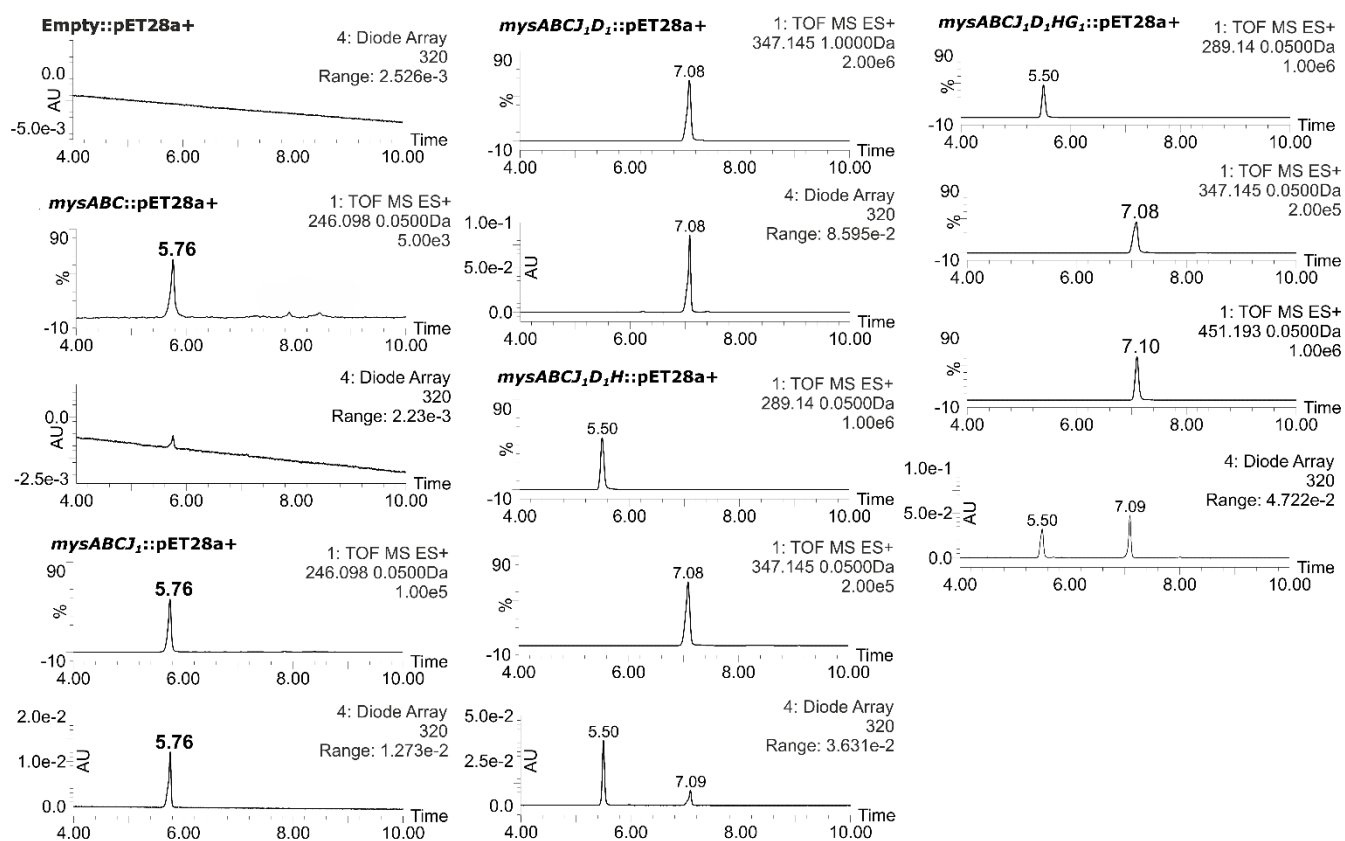 Empty::pET28a+
4: Diode Array
320
Range: 2.526e-3
0.0
AU
-5.0e-3
4.00 6.00 8.00 10.00
Time
mysABC::pET28a+
1: TOF MS ES+
246.098 0.0500Da
5.00e3
90
%
-10
5.76
4.00 6.00 8.00 10.00
Time
4: Diode Array
320
Range: 2.23e-3
0.0
AU
-2.5e-3
4.00 6.00 8.00 10.00
Time
mysABCJ₁::pET28a+
1: TOF MS ES+
246.098 0.0500Da
1.00e5
90
%
-10
5.76
4.00 6.00 8.00 10.00
Time
4: Diode Array
320
Range: 1.273e-2
2.0e-2
1.0e-2
AU
0.0
5.76
4.00 6.00 8.00 10.00
Time
mysABCJ₁D₁::pET28a+
1: TOF MS ES+
347.145 1.0000Da
2.00e6
90
%
-10
7.08
4.00 6.00 8.00 10.00
Time
4: Diode Array
320
Range: 8.595e-2
1.0e-1
5.0e-2
AU
0.0
7.08
4.00 6.00 8.00 10.00
Time
mysABCJ₁D₁H::pET28a+
1: TOF MS ES+
289.14 0.0500Da
1.00e6
90
%
-10
5.50
4.00 6.00 8.00 10.00
Time
1: TOF MS ES+
347.145 0.0500Da
2.00e5
90
%
-10
7.08
4.00 6.00 8.00 10.00
Time
4: Diode Array
320
Range: 3.631e-2
5.0e-2
2.5e-2
AU
0.0
5.50
7.09
4.00 6.00 8.00 10.00
Time
mysABCJ₁D₁HG₁::pET28a+
1: TOF MS ES+
289.14 0.0500Da
1.00e6
90
%
-10
5.50
4.00 6.00 8.00 10.00
Time
1: TOF MS ES+
347.145 0.0500Da
2.00e5
90
%
-10
7.08
4.00 6.00 8.00 10.00
Time
1: TOF MS ES+
451.193 0.0500Da
1.00e6
90
%
-10
7.10
4.00 6.00 8.00 10.00
Time
4: Diode Array
320
Range: 4.722e-2
1.0e-1
5.0e-2
AU
0.0
5.50
7.09
4.00 6.00 8.00 10.00
Time